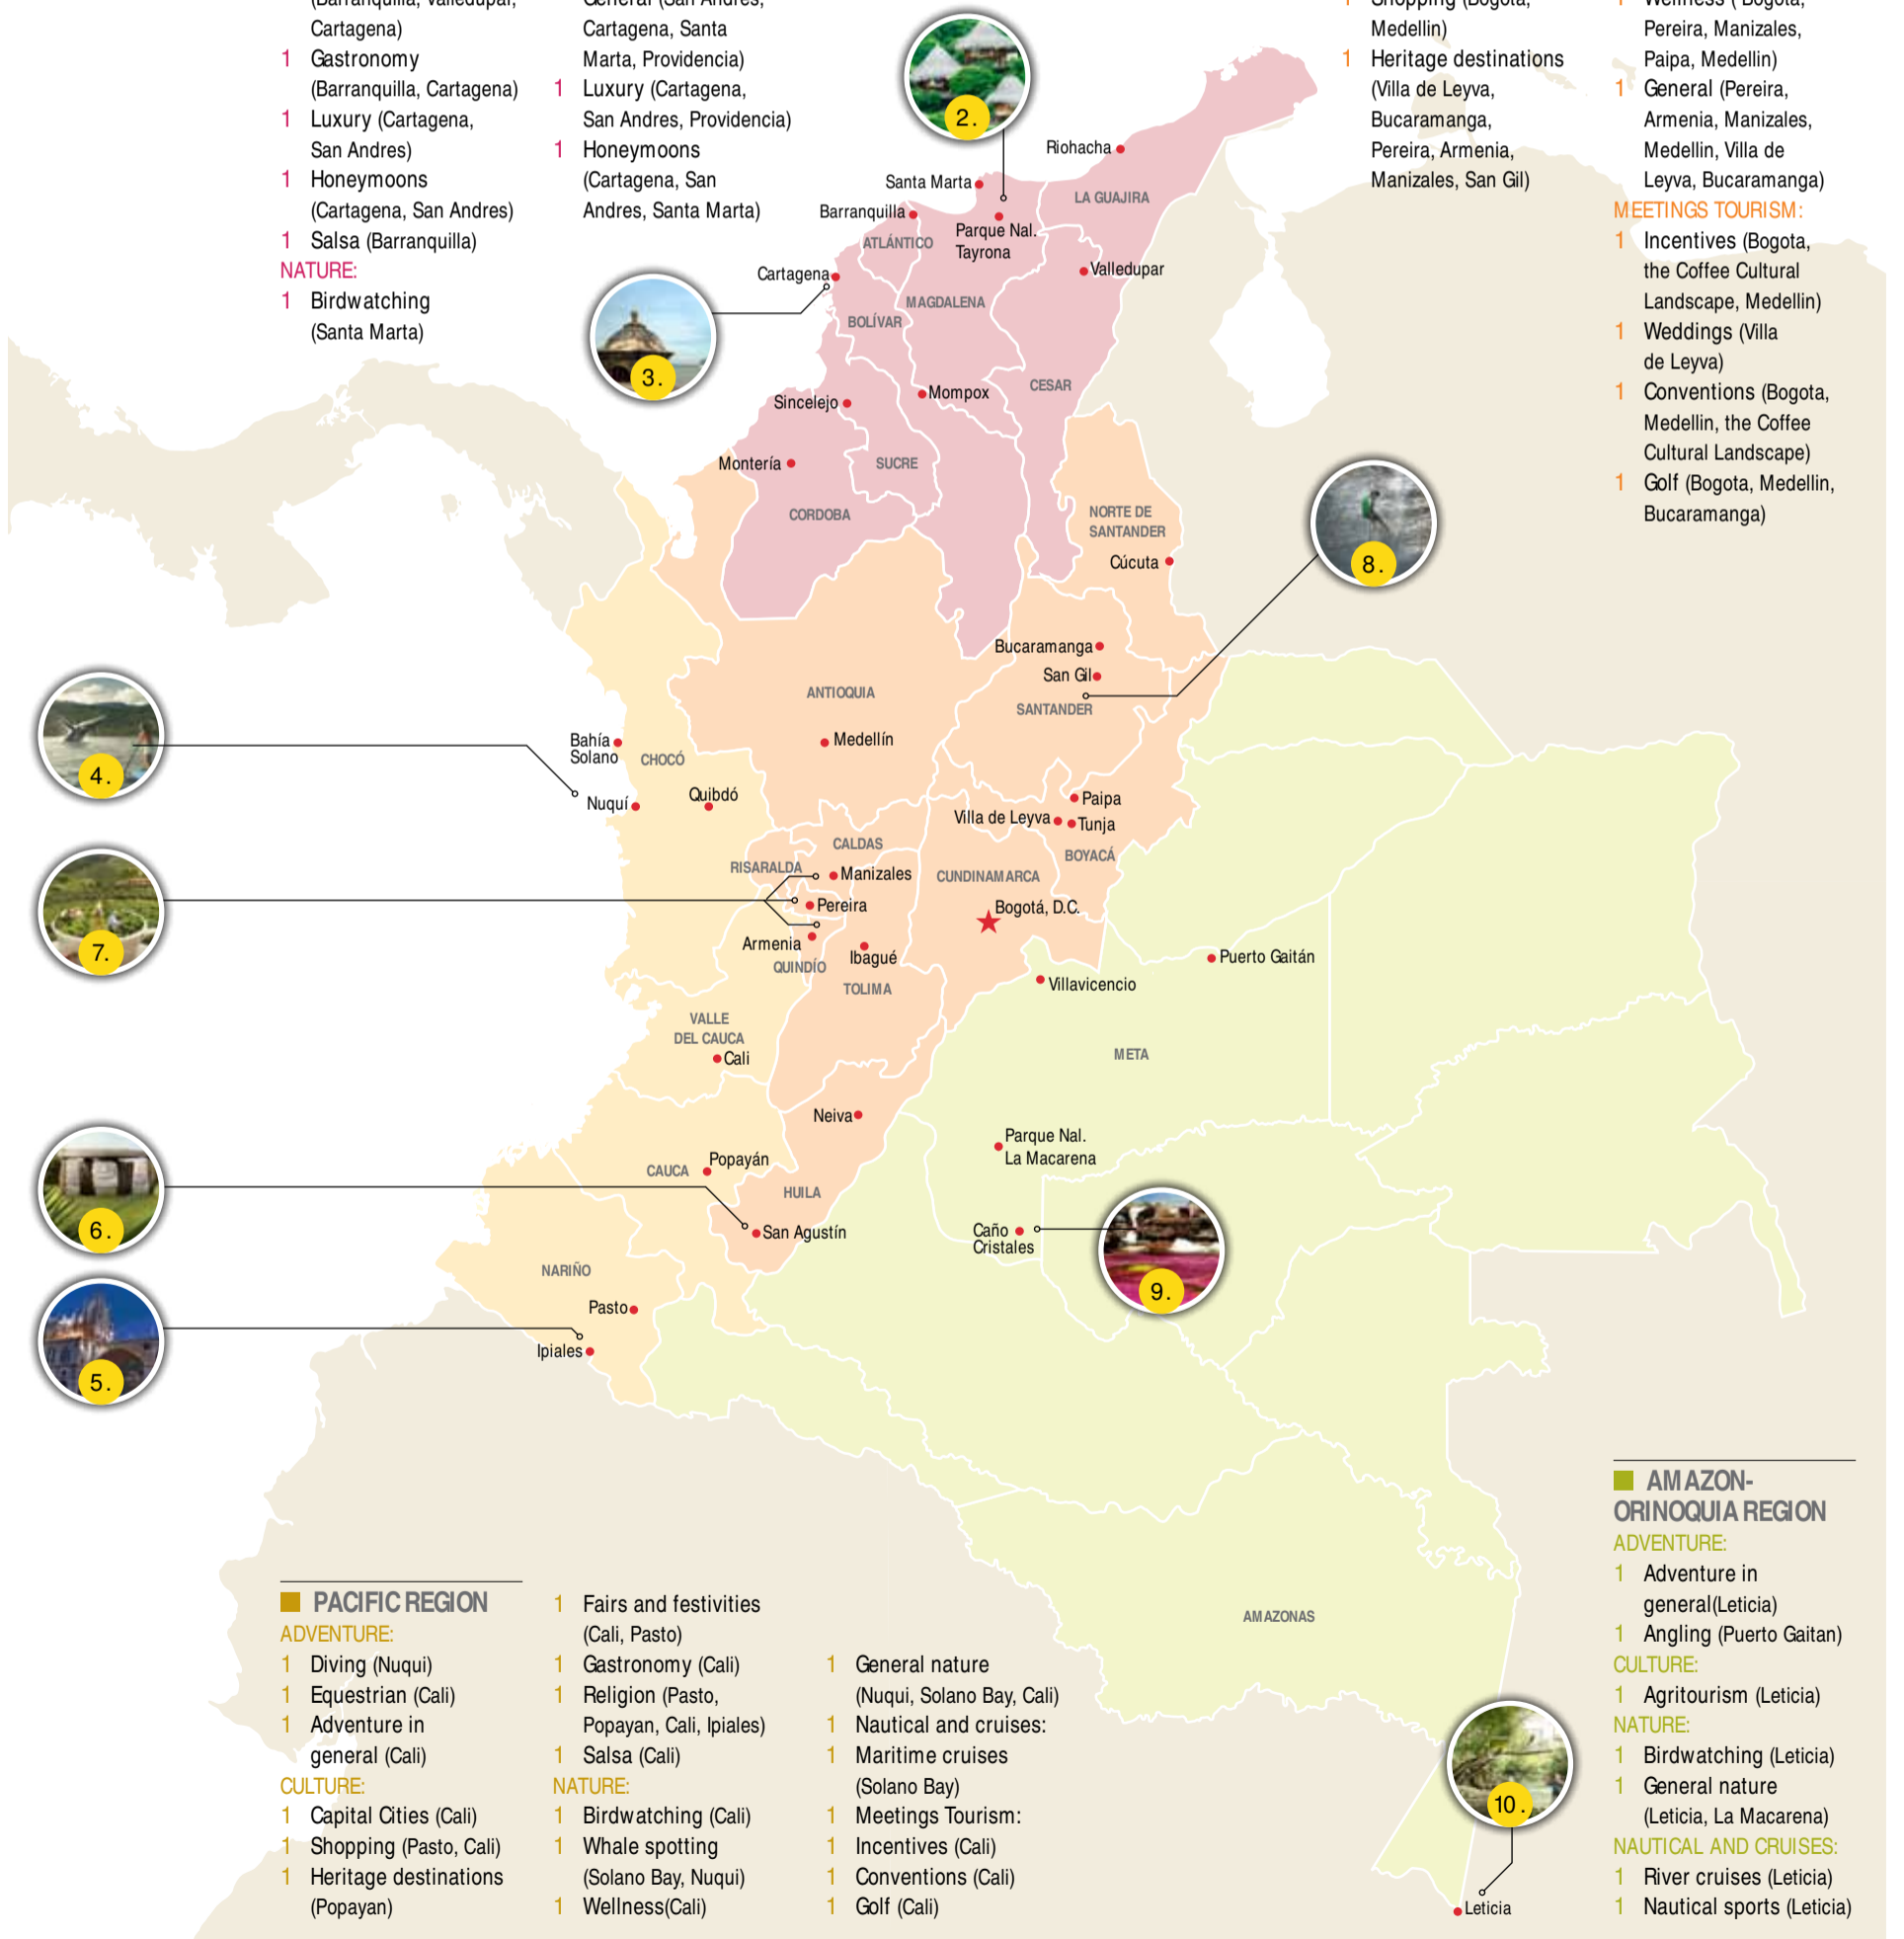 (Barranquilla, Valledupar,
Cartagena)
1 Gastronomy
(Barranquilla, Cartagena)
1 Luxury (Cartagena,
San Andres)
1 Honeymoons
(Cartagena, San Andres)
1 Salsa (Barranquilla)
NATURE:
1 Birdwatching
(Santa Marta)
General (San Andres,
Cartagena, Santa
Marta, Providencia)
1 Luxury (Cartagena,
San Andres, Providencia)
1 Honeymoons
(Cartagena, San
Andres, Santa Marta)
1 Shopping (Bogota,
Medellin)
1 Heritage destinations
(Villa de Leyva,
Bucaramanga,
Pereira, Armenia,
Manizales, San Gil)
1 Wellness ( Bogota,
Pereira, Manizales,
Paipa, Medellin)
1 General (Pereira,
Armenia, Manizales,
Medellin, Villa de
Leyva, Bucaramanga)
MEETINGS TOURISM:
1 Incentives (Bogota,
the Coffee Cultural
Landscape, Medellin)
1 Weddings (Villa
de Leyva)
1 Conventions (Bogota,
Medellin, the Coffee
Cultural Landscape)
1 Golf (Bogota, Medellin,
Bucaramanga)
2.
Riohacha
Santa Marta
LA GUAJIRA
Barranquilla
Parque Nal.
Tayrona
ATLÁNTICO
Cartagena
Valledupar
MAGDALENA
BOLÍVAR
3.
CESAR
Mompox
Sincelejo
Montería
SUCRE
CORDOBA
NORTE DE
SANTANDER
Cúcuta
8.
Bucaramanga
San Gil
SANTANDER
ANTIOQUIA
Medellín
Bahía
Solano
CHOCÓ
4.
Nuquí
Quibdó
Paipa
Villa de Leyva
Tunja
CALDAS
BOYACÁ
RISARALDA
Manizales
CUNDINAMARCA
Pereira
Bogotá, D.C.
7.
Armenia
Ibagué
QUINDÍO
Puerto Gaitán
TOLIMA
Villavicencio
VALLE
DEL CAUCA
Cali
META
Neiva
Parque Nal.
La Macarena
Popayán
CAUCA
HUILA
6.
San Agustín
Caño
Cristales
9.
NARIÑO
Pasto
Ipiales
5.
AMAZONAS
10.
Leticia
PACIFIC REGION
ADVENTURE:
1 Diving (Nuqui)
1 Equestrian (Cali)
1 Adventure in
general (Cali)
CULTURE:
1 Capital Cities (Cali)
1 Shopping (Pasto, Cali)
1 Heritage destinations
(Popayan)
1 Fairs and festivities
(Cali, Pasto)
1 Gastronomy (Cali)
1 Religion (Pasto,
Popayan, Cali, Ipiales)
1 Salsa (Cali)
NATURE:
1 Birdwatching (Cali)
1 Whale spotting
(Solano Bay, Nuqui)
1 Wellness(Cali)
1 General nature
(Nuqui, Solano Bay, Cali)
1 Nautical and cruises:
1 Maritime cruises
(Solano Bay)
1 Meetings Tourism:
1 Incentives (Cali)
1 Conventions (Cali)
1 Golf (Cali)
AMAZON-
ORINOQUIA REGION
ADVENTURE:
1 Adventure in
general(Leticia)
1 Angling (Puerto Gaitan)
CULTURE:
1 Agritourism (Leticia)
NATURE:
1 Birdwatching (Leticia)
1 General nature
(Leticia, La Macarena)
NAUTICAL AND CRUISES:
1 River cruises (Leticia)
1 Nautical sports (Leticia)